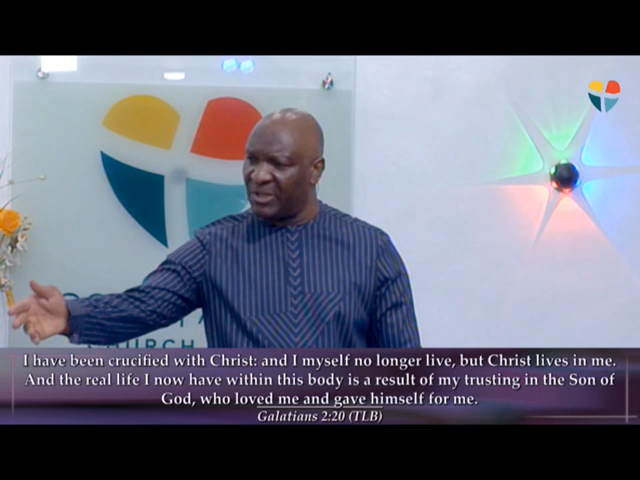 CHURCH
I have been crucified with Christ: and I myself no longer live, but Christ lives in me.
And the real life I now have within this body is a result of my trusting in the Son of
God, who loved me and gave himself for me.
Galatians 2:20 (TLB)